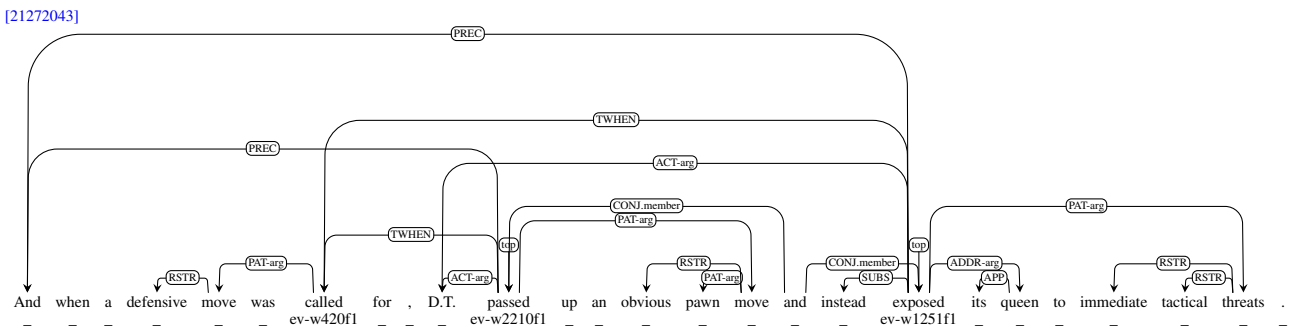 [21272043]
PREC
TWHEN
PREC
ACT-arg
CONJ.member PAT-arg
PAT-arg
TWHEN top top
PAT-arg RSTR CONJ.member ADDR-arg RSTR
RSTR ACT-arg PAT-arg SUBS APP RSTR
And when a defensive move was called for , D.T. passed up an obvious pawn move and instead exposed its queen to immediate tactical threats .
_ _ _ _ _ _ ev-w420f1 _ _ _ ev-w2210f1 _ _ _ _ _ _ _ ev-w1251f1 _ _ _ _ _ _ _